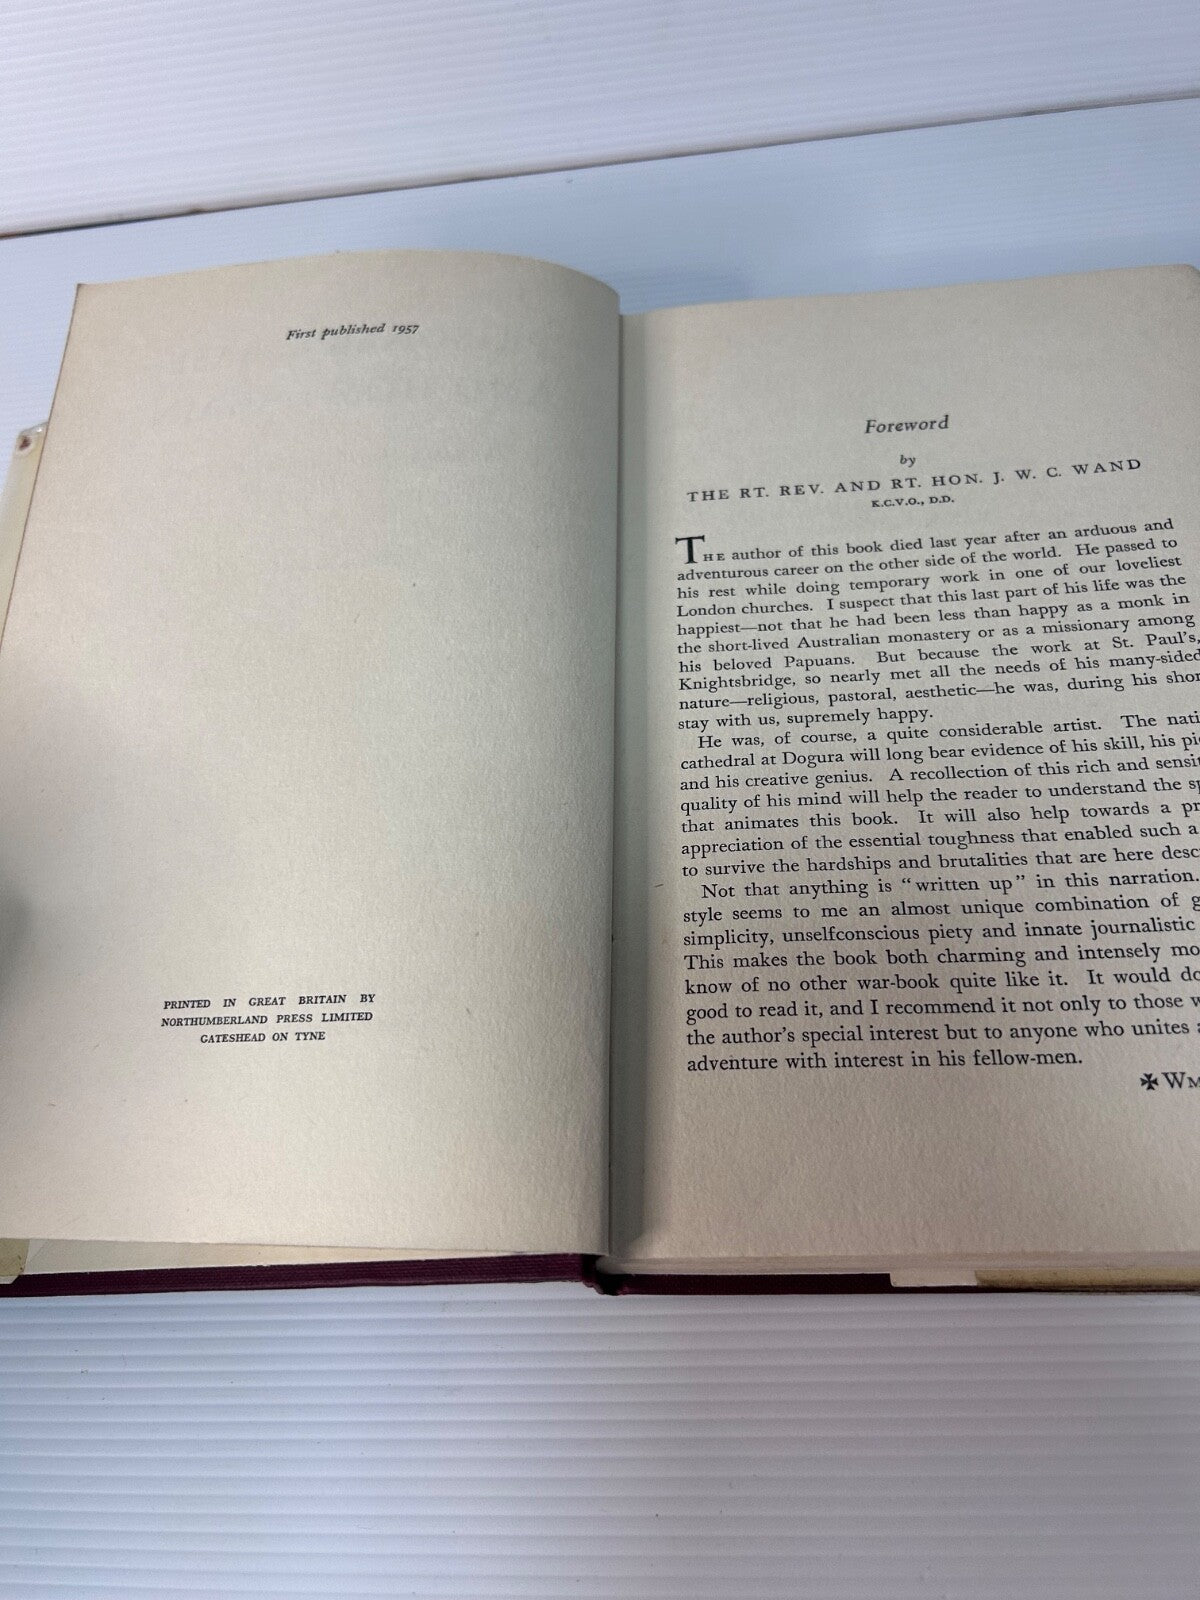 First published 1957
PRINTED IN GREAT BRITAIN BY
NORTHUMBERLAND PRESS LIMITED
GATESHEAD ON TYNE
Foreword
by
THE RT. REV. AND RT. HON. J. W. C. WAND
K.C.V.O., D.D.
THE author of this book died last year after an arduous and
adventurous career on the other side of the world. He passed to
his rest while doing temporary work in one of our loveliest
London churches. I suspect that this last part of his life was the
happiest—not that he had been less than happy as a monk in
the short-lived Australian monastery or as a missionary among
his beloved Papuans. But because the work at St. Paul's,
Knightsbridge, so nearly met all the needs of his many-sided
nature—religious, pastoral, aesthetic—he was, during his shor
stay with us, supremely happy.
He was, of course, a quite considerable artist. The nati
cathedral at Dogura will long bear evidence of his skill, his pi
and his creative genius. A recollection of this rich and sensit
quality of his mind will help the reader to understand the sp
that animates this book. It will also help towards a pr
appreciation of the essential toughness that enabled such a
to survive the hardships and brutalities that are here desc
Not that anything is "written up" in this narration.
style seems to me an almost unique combination of g
simplicity, unselfconscious piety and innate journalistic
This makes the book both charming and intensely mo
know of no other war-book quite like it. It would do
good to read it, and I recommend it not only to those w
the author's special interest but to anyone who unites a
adventure with interest in his fellow-men.
✠ WM